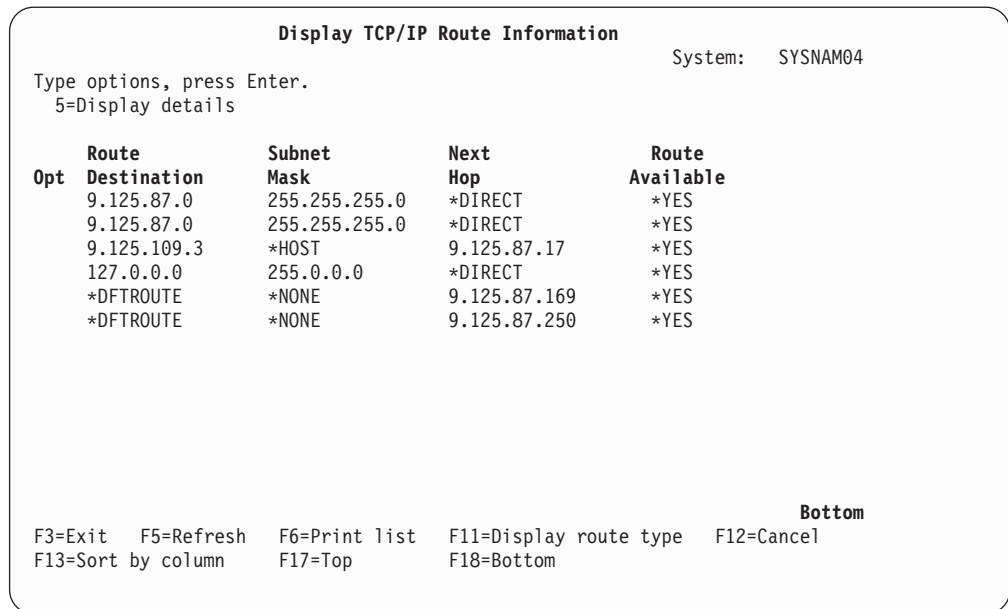 Display TCP/IP Route Information
System: SYSNAM04
Type options, press Enter.
5=Display details
Route Subnet Next Route
Opt Destination Mask Hop Available
9.125.87.0 255.255.255.0 *DIRECT *YES
9.125.87.0 255.255.255.0 *DIRECT *YES
9.125.109.3 *HOST 9.125.87.17 *YES
127.0.0.0 255.0.0.0 *DIRECT *YES
*DFTROUTE *NONE 9.125.87.169 *YES
*DFTROUTE *NONE 9.125.87.250 *YES
Bottom
F3=Exit F5=Refresh F6=Print list F11=Display route type F12=Cancel
F13=Sort by column F17=Top F18=Bottom